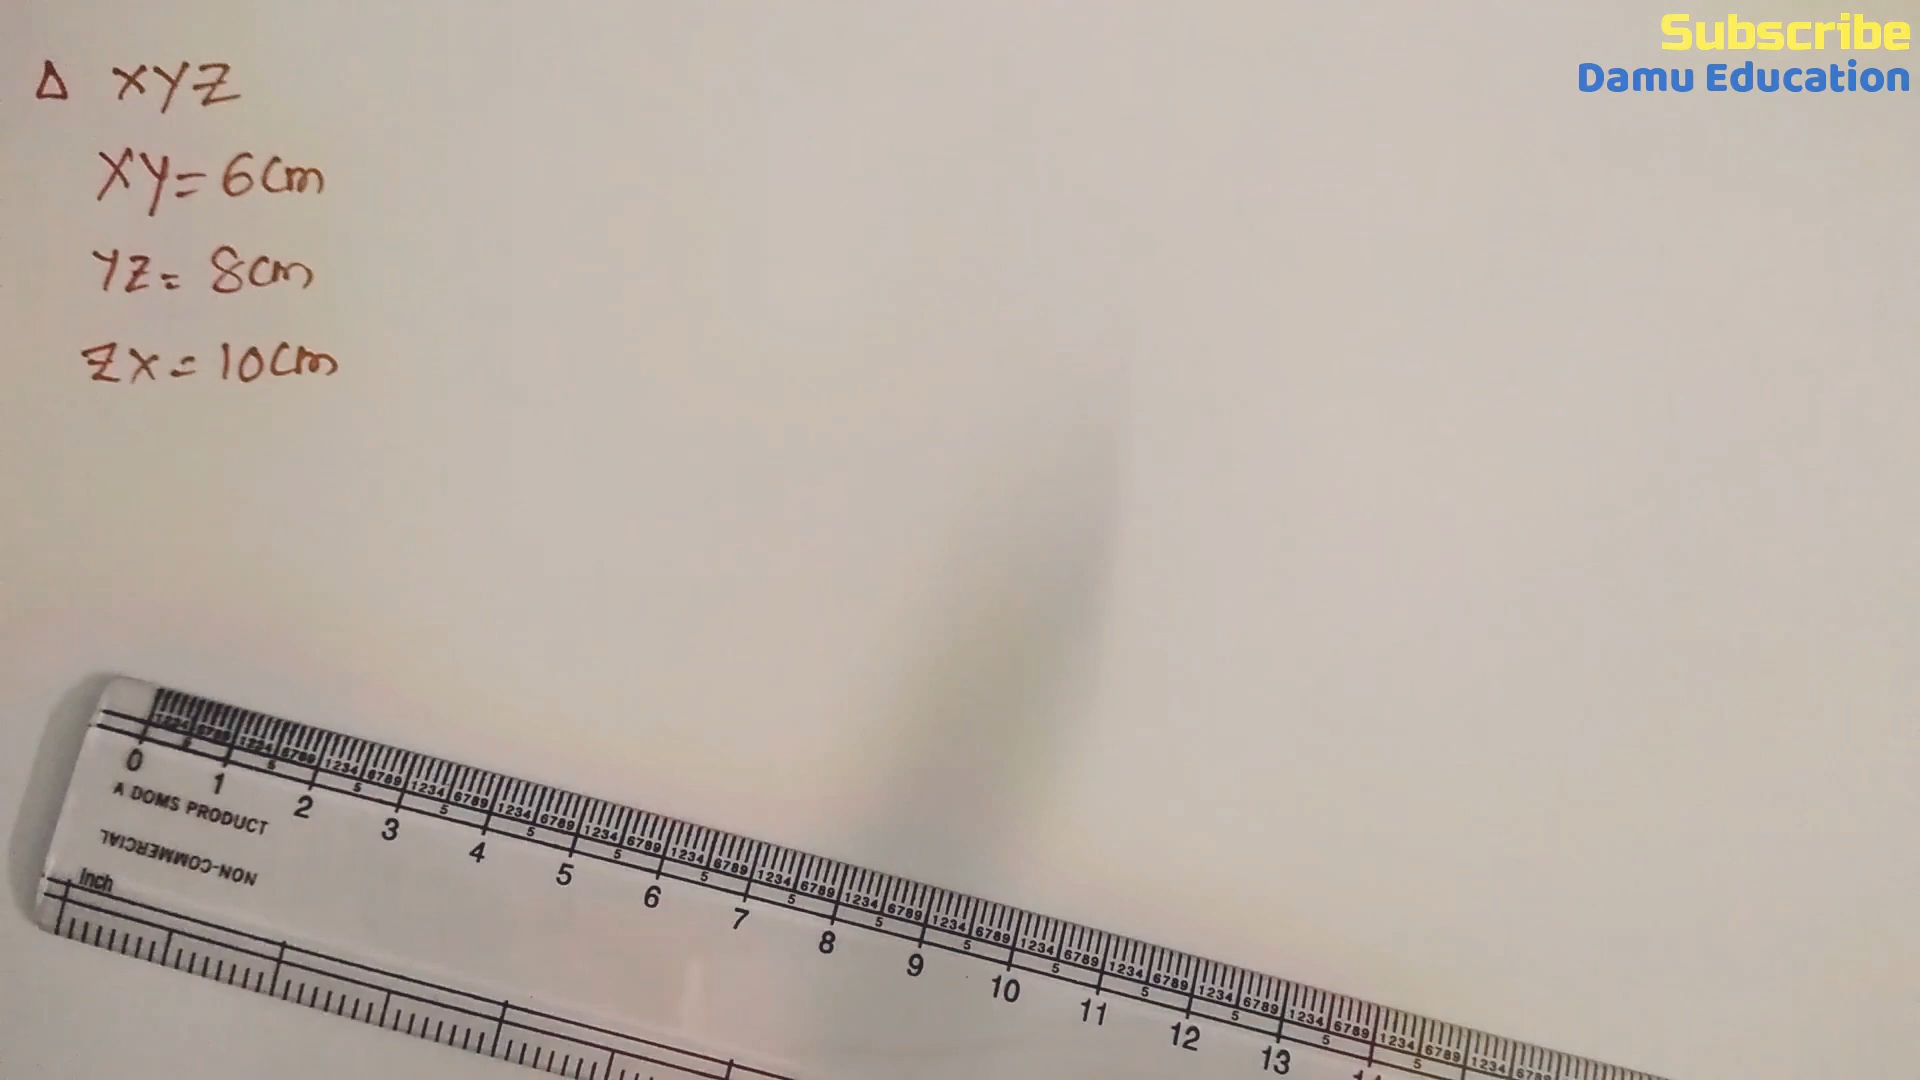 Subscribe
Damu Education
Δ XYZ
XY = 6cm
YZ = 8cm
ZX = 10cm
0 1 2 3 4 5 6 7 8 9 10 11 12 13
A DOMS PRODUCT
NON-COMMERCIAL
Inch